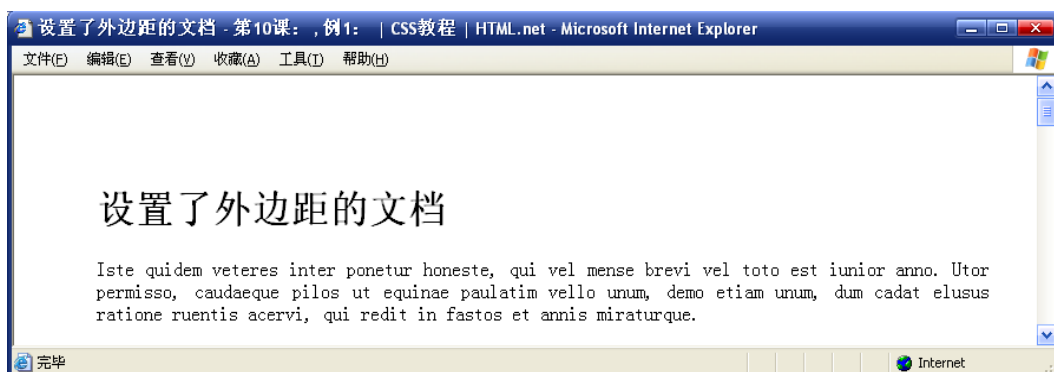 设置了外边距的文档 - 第10课： , 例1： | CSS教程 | HTML.net - Microsoft Internet Explorer
文件(F) 编辑(E) 查看(V) 收藏(A) 工具(T) 帮助(H)
设置了外边距的文档
Iste quidem veteres inter ponetur honeste, qui vel mense brevi vel toto est iunior anno. Utor
permisso, caudaeque pilos ut equinae paulatim vello unum, demo etiam unum, dum cadat elusus
ratione ruentis acervi, qui redit in fastos et annis miraturque.
完毕 Internet